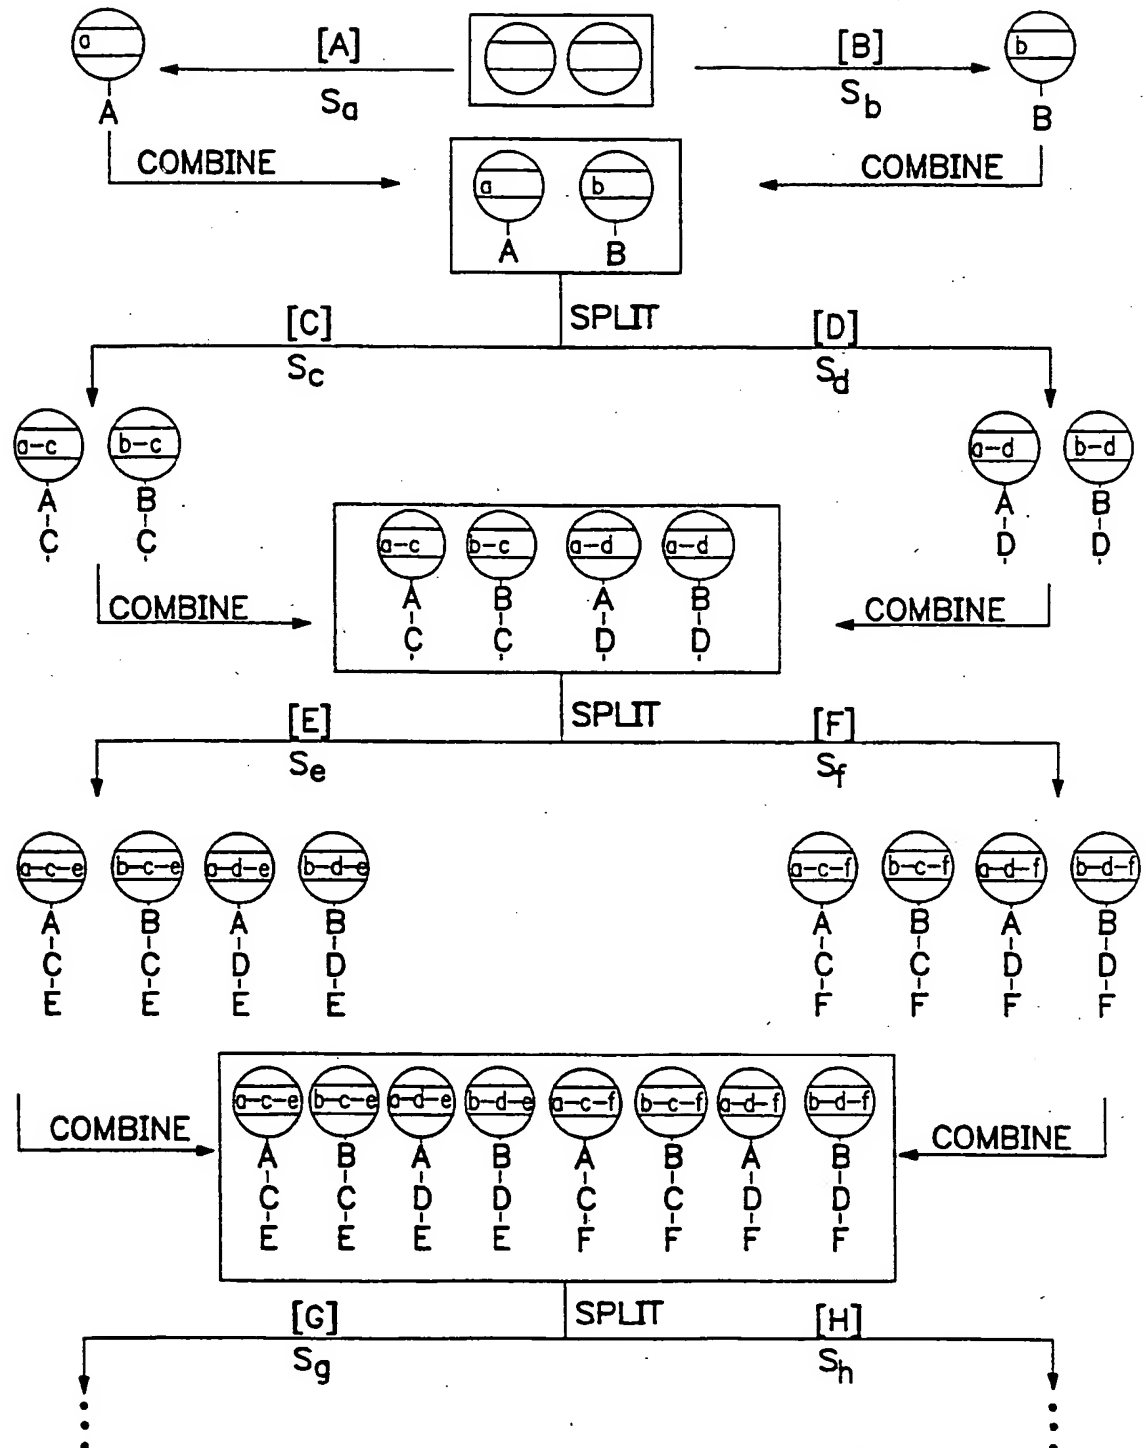 [A] [B]
a b
Sa Sb
A B
COMBINE COMBINE
a b
A B
[C] SPLIT [D]
Sc Sd
a-c b-c a-d b-d
A B A B
C C D D
a-c b-c a-d a-d
A B A B
COMBINE COMBINE
C C D D
[E] SPLIT [F]
Se Sf
a-c-e b-c-e a-d-e b-d-e a-c-f b-c-f a-d-f b-d-f
A B A B A B A B
C C D D C C D D
E E E E F F F F
a-c-e b-c-e a-d-e b-d-e a-c-f b-c-f a-d-f b-d-f
COMBINE COMBINE
A B A B A B A B
C C D D C C D D
E E E E F F F F
[G] SPLIT [H]
Sg Sh